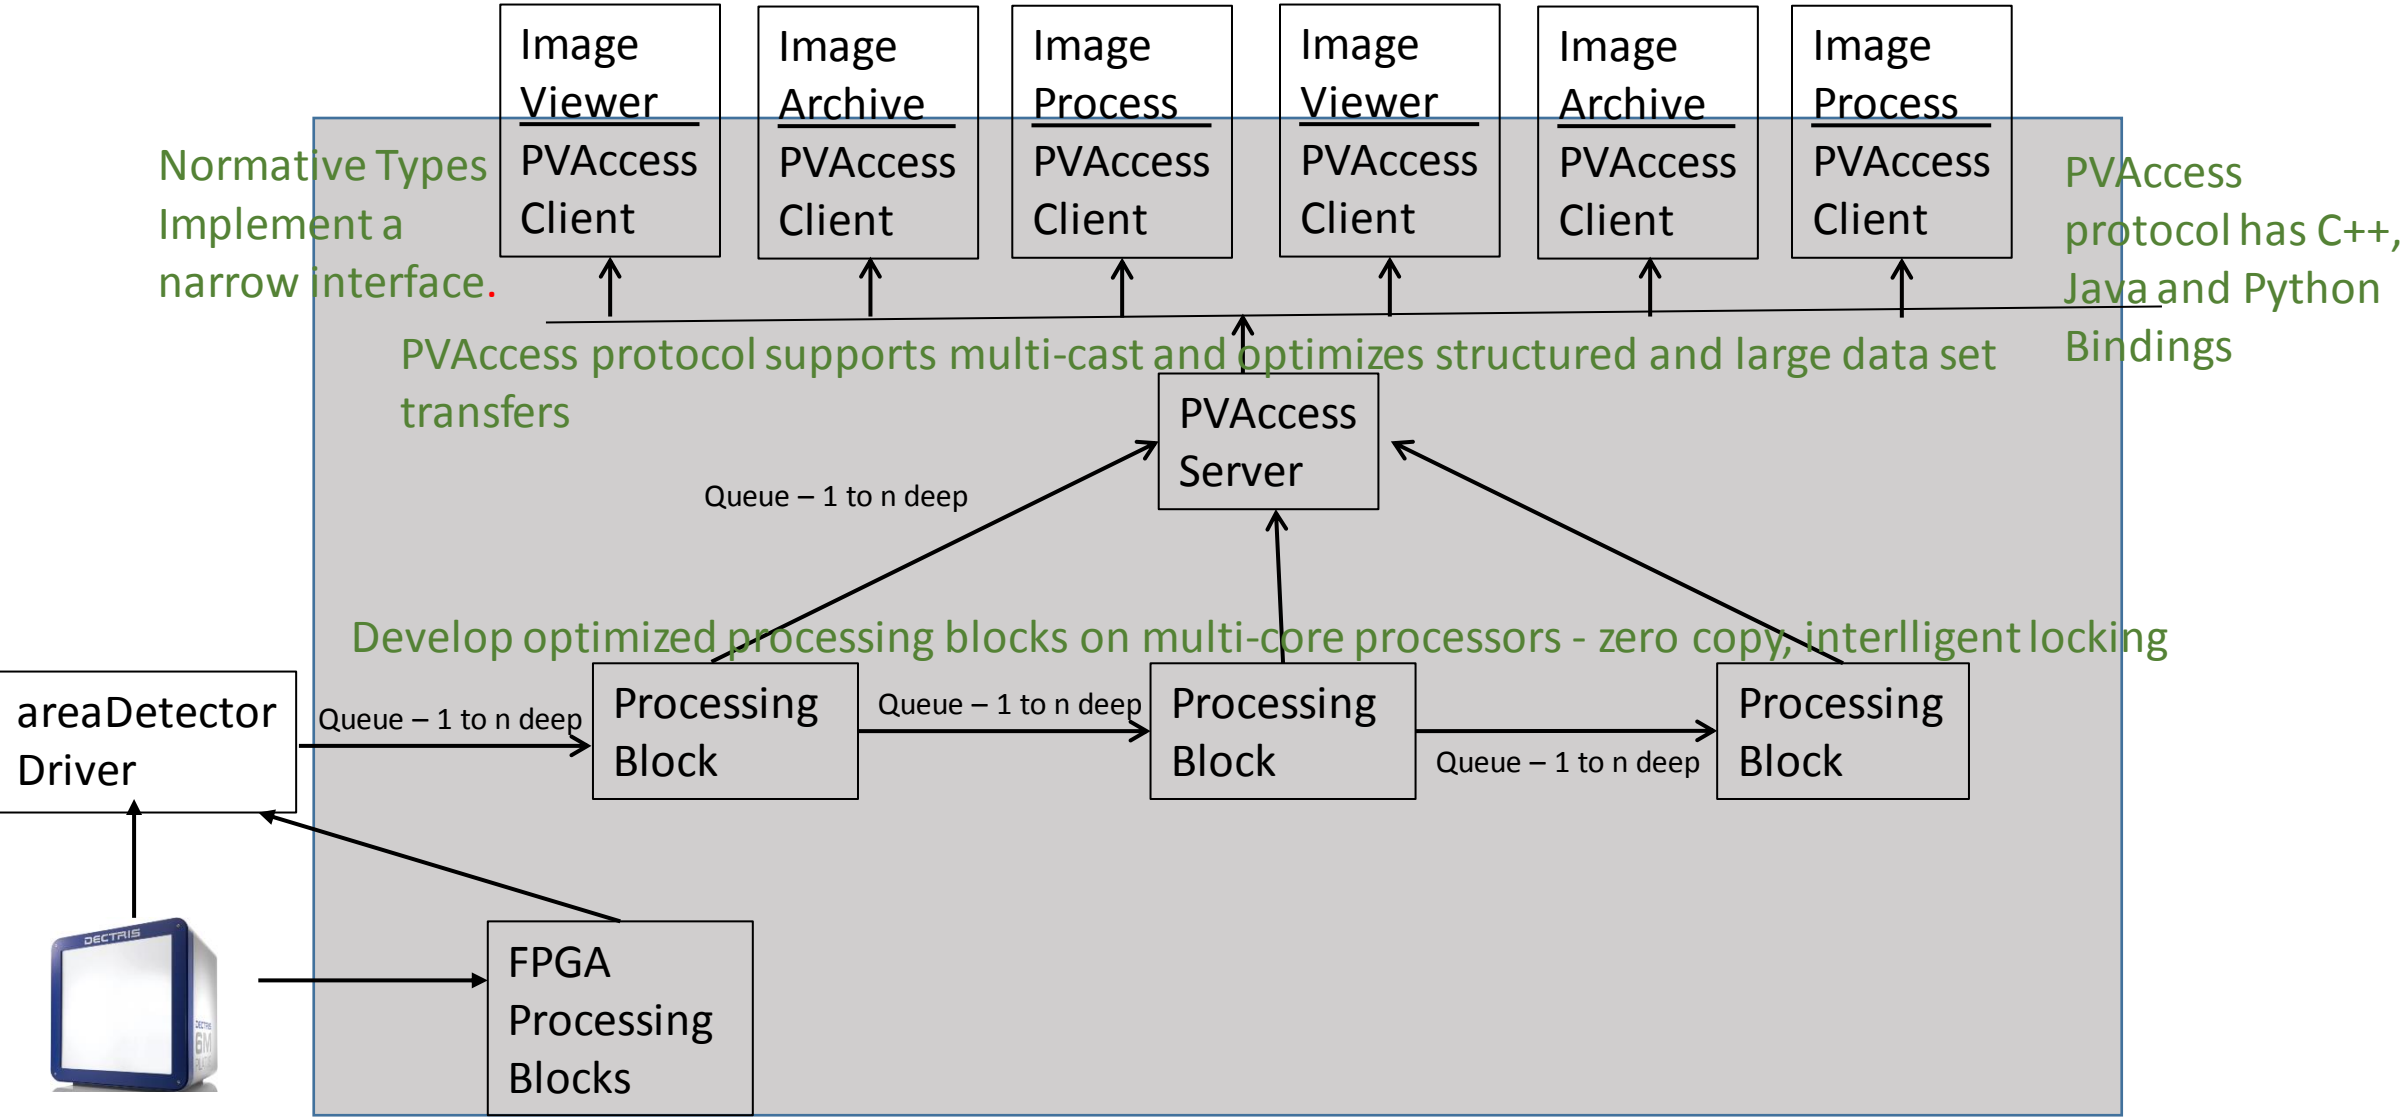 Image
Viewer
PVAccess
Client
Image
Archive
PVAccess
Client
Image
Process
PVAccess
Client
Image
Viewer
PVAccess
Client
Image
Archive
PVAccess
Client
Image
Process
PVAccess
Client
Normative Types
Implement a
narrow interface.
PVAccess
protocol has C++,
Java and Python
Bindings
PVAccess protocol supports multi-cast and optimizes structured and large data set
transfers
PVAccess
Server
Queue – 1 to n deep
Develop optimized processing blocks on multi-core processors - zero copy, interlligent locking
areaDetector
Driver
Queue – 1 to n deep
Processing
Block
Queue – 1 to n deep
Processing
Block
Queue – 1 to n deep
Processing
Block
DECTRIS
DECTRIS
6M
FPGA
Processing
Blocks